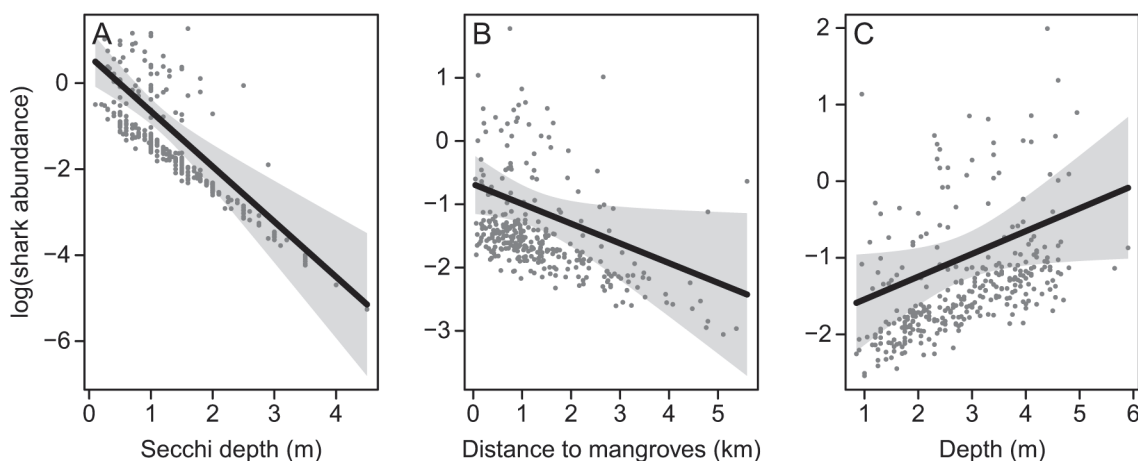 A
B
C
log(shark abundance)
0
−2
−4
−6
1
0
−1
−2
−3
2
1
0
−1
−2
0 1 2 3 4
0 1 2 3 4 5
1 2 3 4 5 6
Secchi depth (m)
Distance to mangroves (km)
Depth (m)